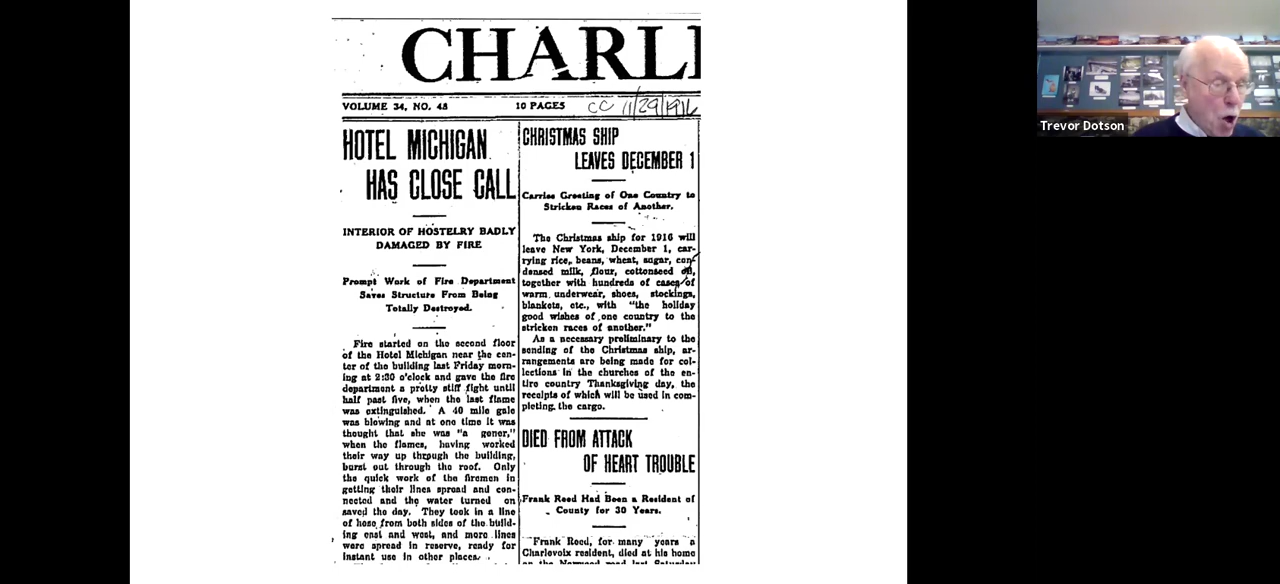 CHARL
VOLUME 34, NO. 48 10 PAGES CC 11/29/1916
HOTEL MICHIGAN
HAS CLOSE CALL
INTERIOR OF HOSTELRY BADLY
DAMAGED BY FIRE
Prompt Work of Fire Department
Saves Structure From Being
Totally Destroyed.
Fire started on the second floor
of the Hotel Michigan near the cen-
ter of the building last Friday morn-
ing at 2:30 o'clock and gave the fire
department a pretty stiff fight until
half past five, when the last flame
was extinguished. A 40 mile gale
was blowing and at one time it was
thought that she was "a goner,"
when the flames, having worked
their way up through the building,
burst out through the roof. Only
the quick work of the firemen in
getting their lines spread and con-
nected and the water turned on
saved the day. They took in a line
of hose from both sides of the build-
ing east and west, and more lines
were spread in reserve, ready for
instant use in other places.
CHRISTMAS SHIP
LEAVES DECEMBER 1
Carries Greeting of One Country to
Stricken Races of Another.
The Christmas ship for 1916 will
leave New York, December 1, car-
rying rice, beans, wheat, sugar, con-
densed milk, flour, cottonseed oil,
together with hundreds of cases of
warm underwear, shoes, stockings,
blankets, etc., with "the holiday
good wishes of one country to the
stricken races of another."
As a necessary preliminary to the
sending of the Christmas ship, ar-
rangements are being made for col-
lections in the churches of the en-
tire country Thanksgiving day, the
receipts of which will be used in com-
pleting the cargo.
DIED FROM ATTACK
OF HEART TROUBLE
Frank Reed Had Been a Resident of
County for 30 Years.
Frank Reed, for many years a
Charlevoix resident, died at his home
on the Norwood road last Saturday
Trevor Dotson